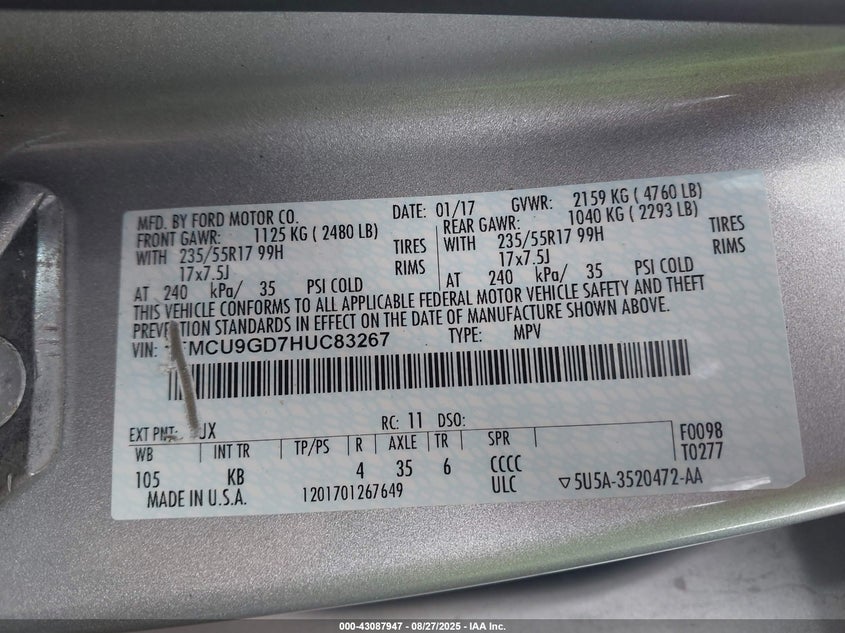 MFD. BY FORD MOTOR CO. DATE: 01/17 GVWR: 2159 KG ( 4760 LB)
FRONT GAWR: 1125 KG ( 2480 LB) REAR GAWR: 1040 KG ( 2293 LB)
WITH 235/55R17 99H TIRES WITH 235/55R17 99H TIRES
17x7.5J RIMS 17x7.5J RIMS
AT 240 kPa/ 35 PSI COLD AT 240 kPa/ 35 PSI COLD
THIS VEHICLE CONFORMS TO ALL APPLICABLE FEDERAL MOTOR VEHICLE SAFETY AND THEFT
PREVENTION STANDARDS IN EFFECT ON THE DATE OF MANUFACTURE SHOWN ABOVE.
VIN: FMCU9GD7HUC83267 TYPE: MPV
EXT PNT: UX RC: 11 DSO:
WB INT TR TP/PS R AXLE TR SPR F0098
105 KB 4 35 6 CCCC T0277
MADE IN U.S.A. 1201701267649 ULC ▽5U5A-3520472-AA
000-43087947 - 08/27/2025 - IAA Inc.